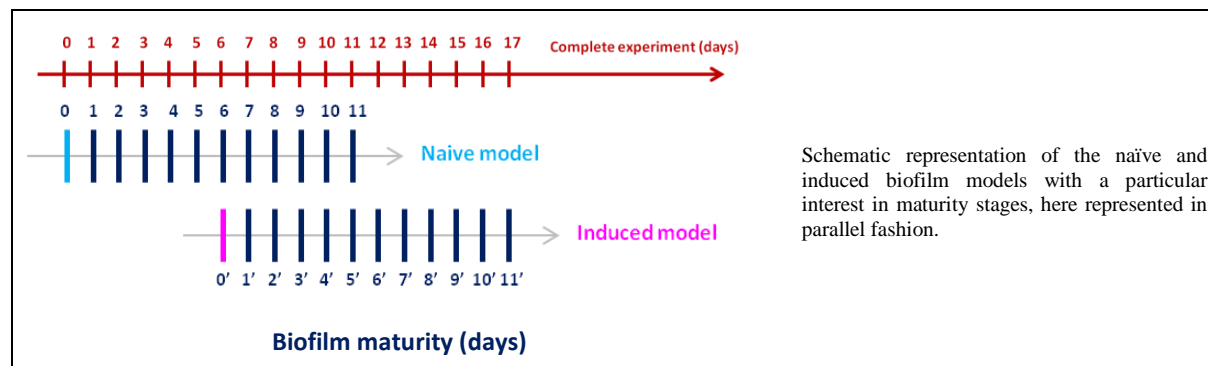 0 1 2 3 4 5 6 7 8 9 10 11 12 13 14 15 16 17 Complete experiment (days)
0 1 2 3 4 5 6 7 8 9 10 11
Naive model
Induced model
0' 1' 2' 3' 4' 5' 6' 7' 8' 9' 10' 11'
Biofilm maturity (days)
Schematic representation of the naïve and
induced biofilm models with a particular
interest in maturity stages, here represented in
parallel fashion.